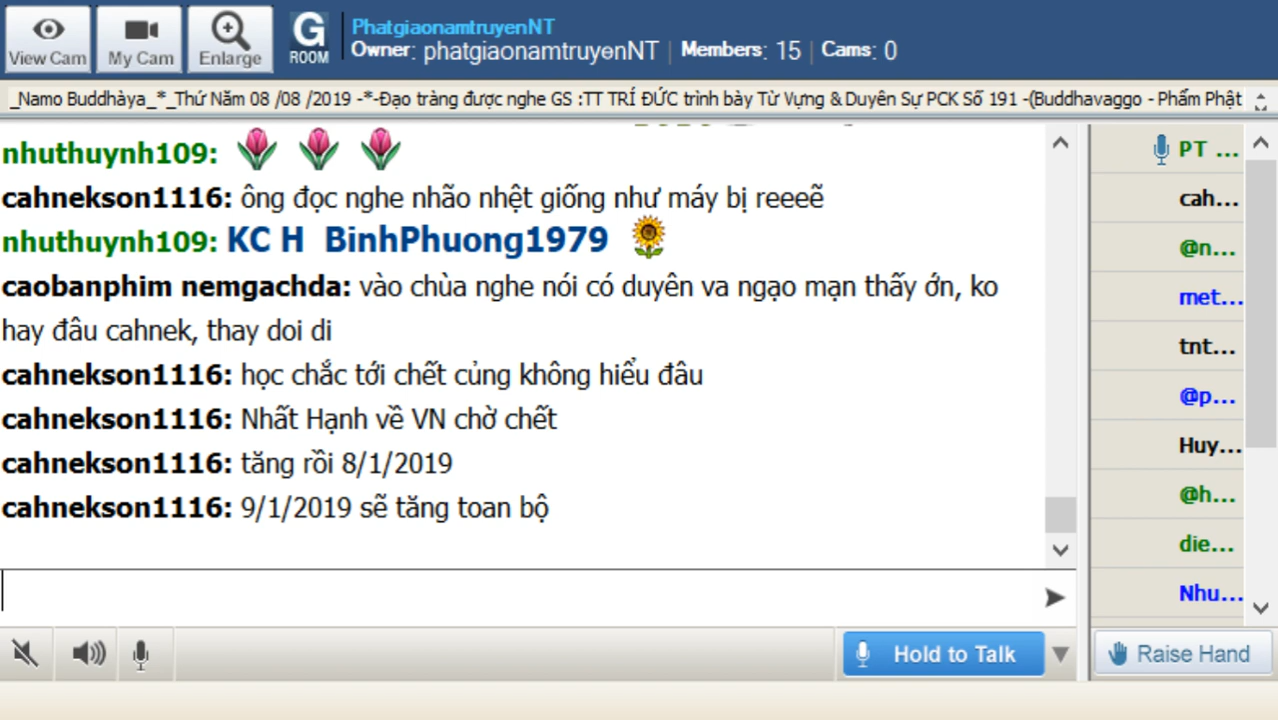 View Cam
My Cam
Enlarge
G
ROOM
PhatgiaonamtruyenNT
Owner: phatgiaonamtruyenNT | Members: 15 | Cams: 0
_Namo Buddhàya_*_Thứ Năm 08 /08 /2019 -*-Đạo tràng được nghe GS :TT TRÍ ĐỨC trình bày Từ Vựng & Duyên Sự PCK Số 191 -(Buddhavaggo - Phẩm Phật
nhuthuynh109:
cahnekson1116: ông đọc nghe nhão nhệt giống như máy bị reeeẽ
nhuthuynh109: KC H BinhPhuong1979
caobanphim nemgachda: vào chùa nghe nói có duyên va ngạo mạn thấy ớn, ko
hay đâu cahnek, thay doi di
cahnekson1116: học chắc tới chết củng không hiểu đâu
cahnekson1116: Nhất Hạnh về VN chờ chết
cahnekson1116: tăng rồi 8/1/2019
cahnekson1116: 9/1/2019 sẽ tăng toan bộ
PT ...
cah...
@n...
met...
tnt...
@p...
Huy...
@h...
die...
Nhu...
Hold to Talk
Raise Hand